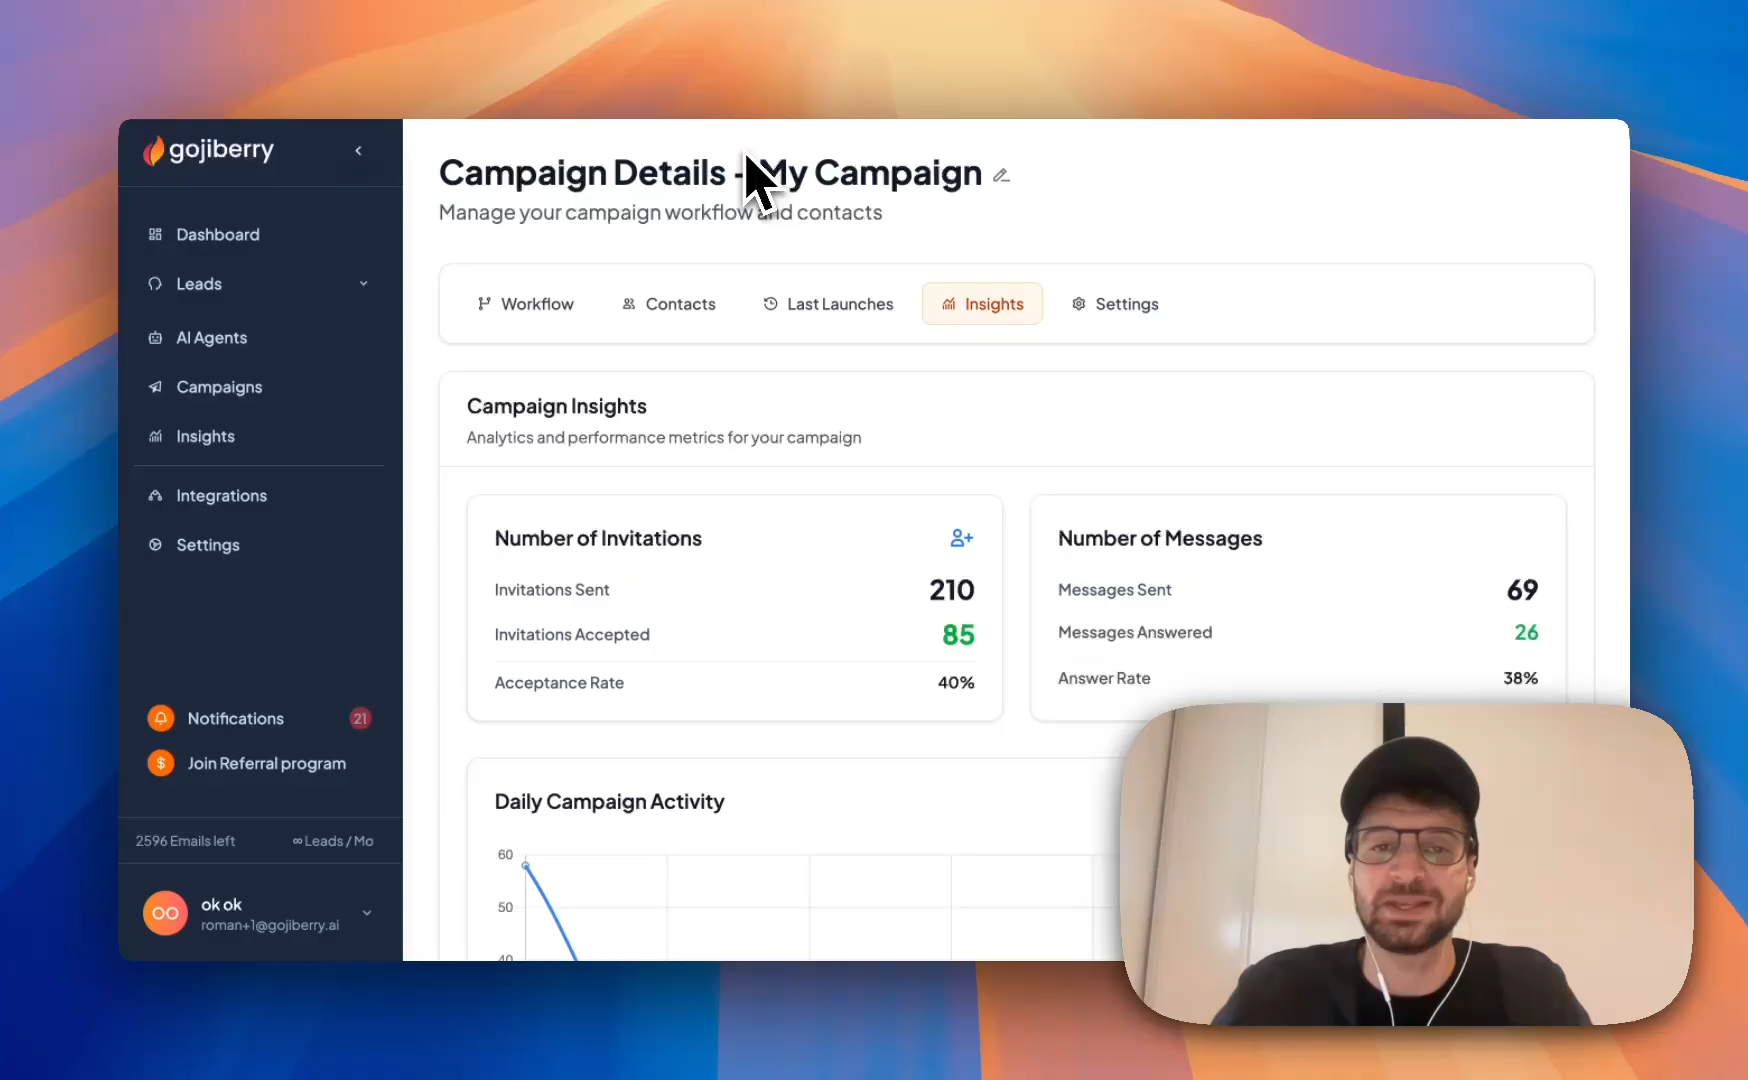 gojiberry
Dashboard
Leads
AI Agents
Campaigns
Insights
Integrations
Settings
Notifications 21
Join Referral program
2596 Emails left ∞ Leads / Mo
OO
ok ok
roman+1@gojiberry.ai
Campaign Details - My Campaign
Manage your campaign workflow and contacts
Workflow Contacts Last Launches Insights Settings
Campaign Insights
Analytics and performance metrics for your campaign
Number of Invitations
Invitations Sent 210
Invitations Accepted 85
Acceptance Rate 40%
Number of Messages
Messages Sent 69
Messages Answered 26
Answer Rate 38%
Daily Campaign Activity
60
50
40